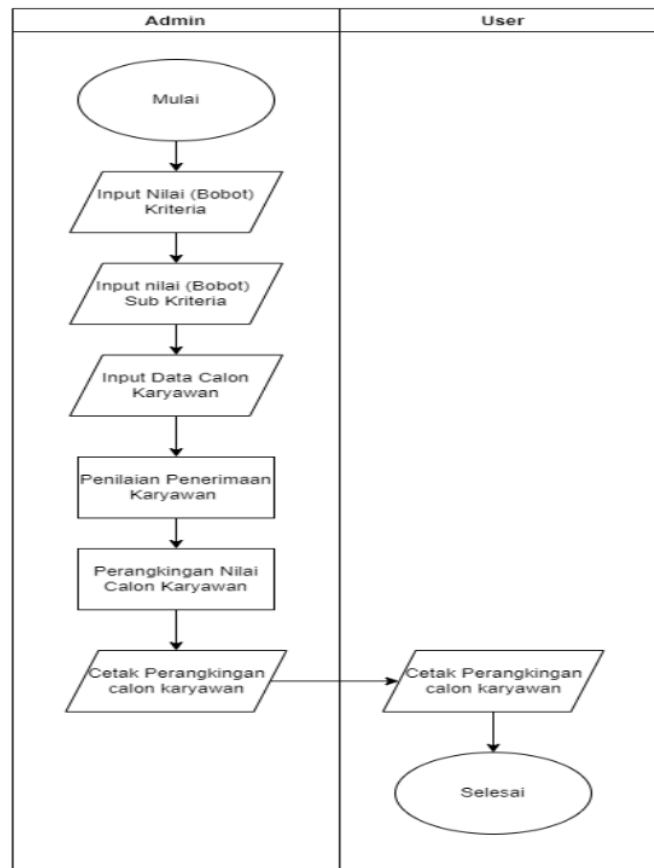 Admin
User
Mulai
Input Nilai (Bobot)
Kriteria
Input nilai (Bobot)
Sub Kriteria
Input Data Calon
Karyawan
Penilaian Penerimaan
Karyawan
Perangkingan Nilai
Calon Karyawan
Cetak Perangkingan
calon karyawan
Cetak Perangkingan
calon karyawan
Selesai